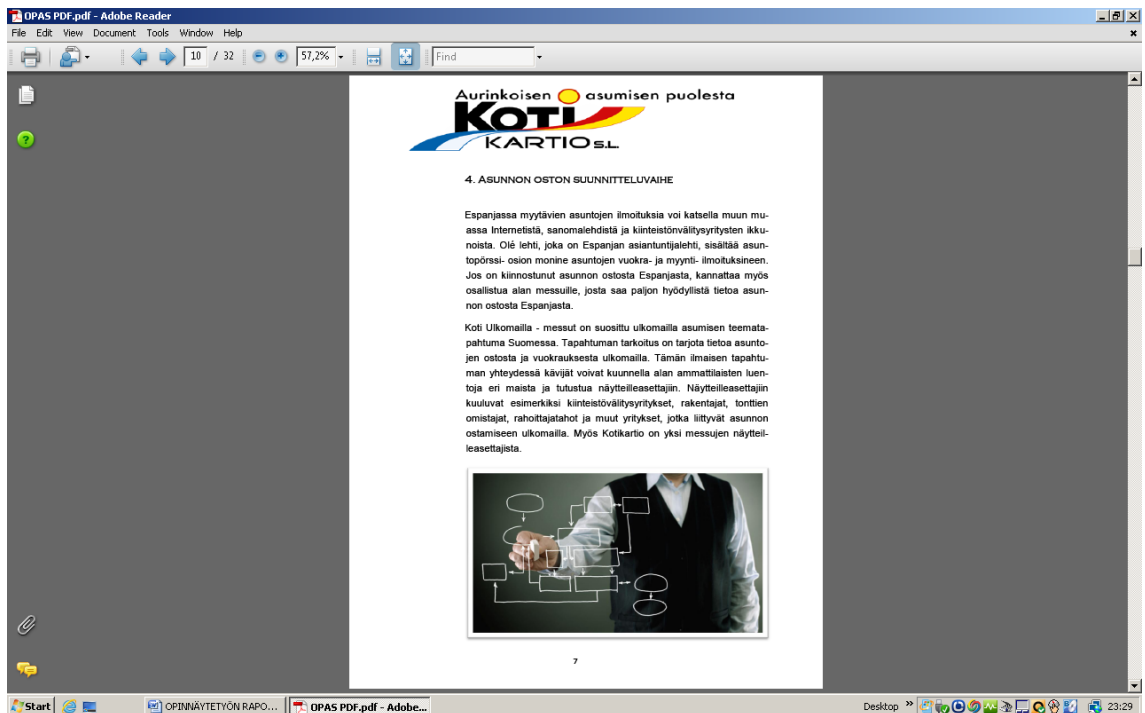 OPAS PDF.pdf - Adobe Reader
File Edit View Document Tools Window Help
10 / 32 57,2% Find
Aurinkoisen asumisen puolesta
KOTI
KARTIO S.L.
4. ASUNNON OSTON SUUNNITTELUVAIHE
Espanjassa myytävien asuntojen ilmoituksia voi katsella muun mu-
assa Internetistä, sanomalehdistä ja kiinteistönvälitysyritysten ikku-
noista. Olé lehti, joka on Espanjan asiantuntijalehti, sisältää asun-
topörssi- osion monine asuntojen vuokra- ja myynti- ilmoituksineen.
Jos on kiinnostunut asunnon ostosta Espanjasta, kannattaa myös
osallistua alan messuille, josta saa paljon hyödyllistä tietoa asun-
non ostosta Espanjasta.
Koti Ulkomailla - messut on suosittu ulkomailla asumisen teemata-
pahtuma Suomessa. Tapahtuman tarkoitus on tarjota tietoa asunto-
jen ostosta ja vuokrauksesta ulkomailla. Tämän ilmaisen tapahtu-
man yhteydessä kävijät voivat kuunnella alan ammattilaisten luen-
toja eri maista ja tutustua näytteilleasettajiin. Näytteilleasettajiin
kuuluvat esimerkiksi kiinteistövälitysyritykset, rakentajat, tonttien
omistajat, rahoittajatahot ja muut yritykset, jotka liittyvät asunnon
ostamiseen ulkomailla. Myös Kotikartio on yksi messujen näytteil-
leasettajista.
7
Start OPINNÄYTETYÖN RAPO... OPAS PDF.pdf - Adobe... Desktop » 23:29